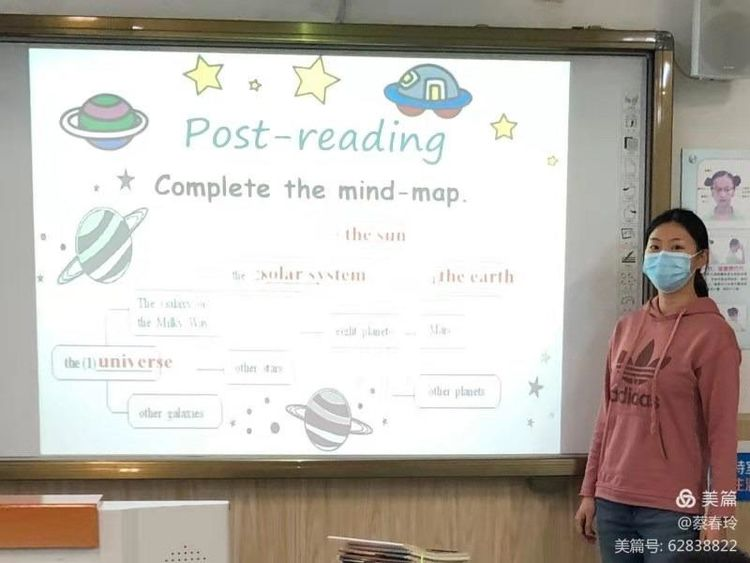 Post-reading
Complete the mind-map.
the sun
the solar system
the earth
The Galaxy or
the Milky Way
eight planets
Mars
the (1) universe
other stars
other planets
other galaxies
adidas
美篇
@蔡春玲
美篇号: 62838822